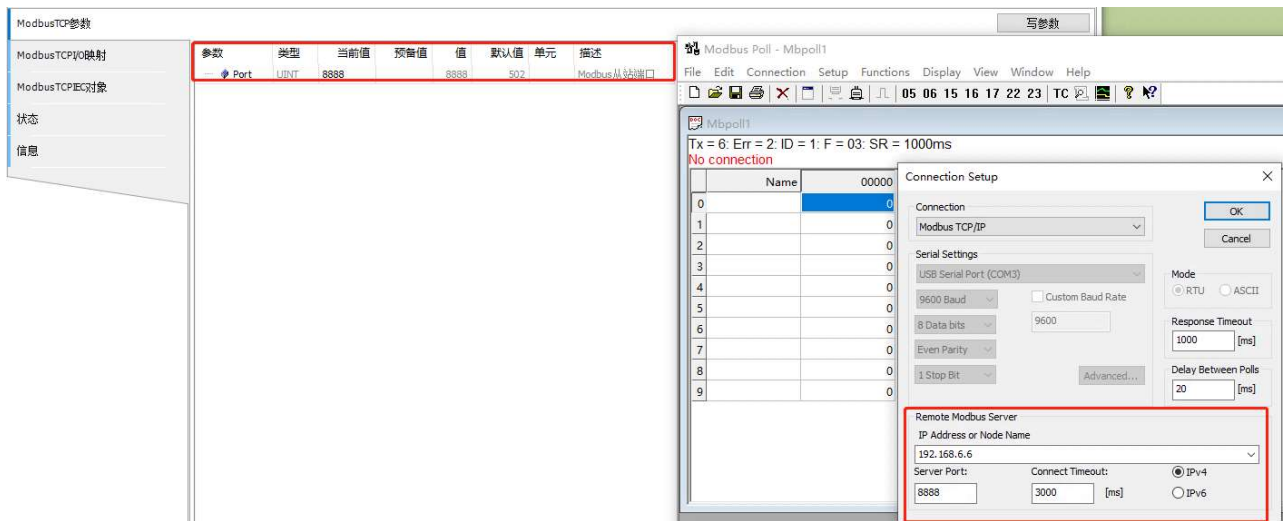 ModbusTCP参数
写参数
ModbusTCPI/O映射
ModbusTCPIEC对象
状态
信息
参数 类型 当前值 预备值 值 默认值 单元 描述
Port UINT 8888 8888 502 Modbus从站端口
Modbus Poll - Mbpoll1
File Edit Connection Setup Functions Display View Window Help
05 06 15 16 17 22 23 TC
Mbpoll1
Tx = 6: Err = 2: ID = 1: F = 03: SR = 1000ms
No connection
Name 00000
0 0
1 0
2 0
3 0
4 0
5 0
6 0
7 0
8 0
9 0
Connection Setup
Connection
Modbus TCP/IP
OK
Cancel
Serial Settings
USB Serial Port (COM3)
9600 Baud
Custom Baud Rate
9600
8 Data bits
Even Parity
1 Stop Bit
Advanced...
Mode
RTU ASCII
Response Timeout
1000 [ms]
Delay Between Polls
20 [ms]
Remote Modbus Server
IP Address or Node Name
192.168.6.6
Server Port: Connect Timeout: IPv4
8888 3000 [ms] IPv6